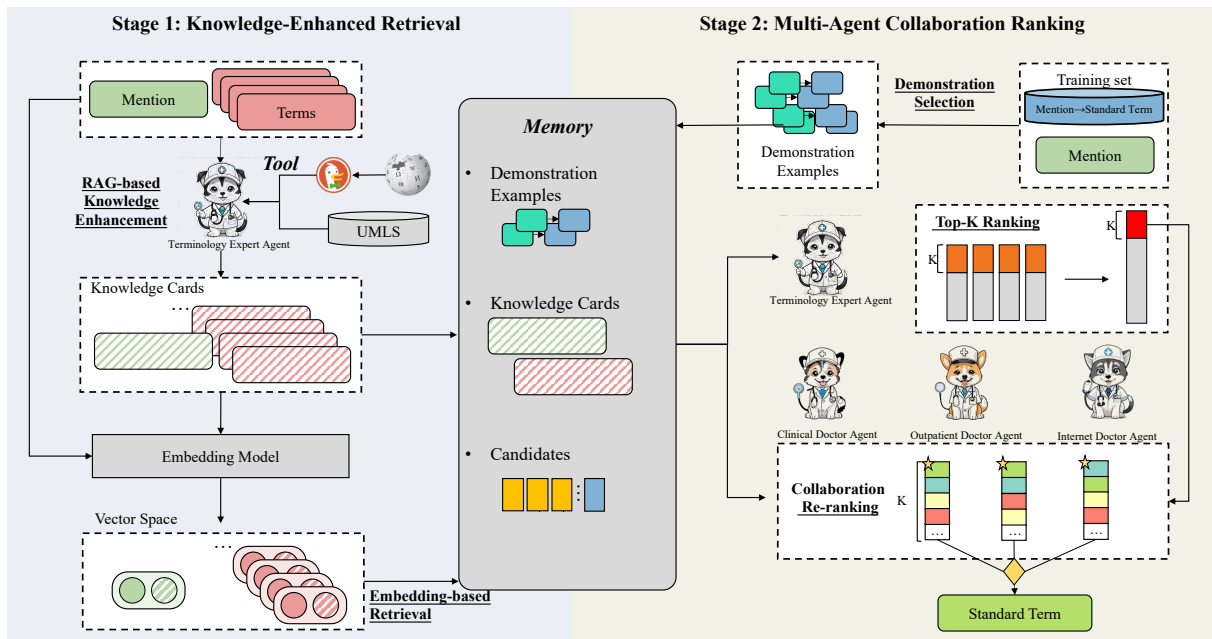 Stage 1: Knowledge-Enhanced Retrieval
Mention
Terms
RAG-based
Knowledge
Enhancement
Tool
UMLS
Terminology Expert Agent
Knowledge Cards
...
Embedding Model
Vector Space
...
Embedding-based
Retrieval
Memory
• Demonstration
Examples
• Knowledge Cards
• Candidates
...
Stage 2: Multi-Agent Collaboration Ranking
Demonstration
Examples
Demonstration
Selection
Training set
Mention→Standard Term
Mention
Terminology Expert Agent
Top-K Ranking
K
K
Clinical Doctor Agent
Outpatient Doctor Agent
Internet Doctor Agent
Collaboration
Re-ranking
K
...
...
...
Standard Term